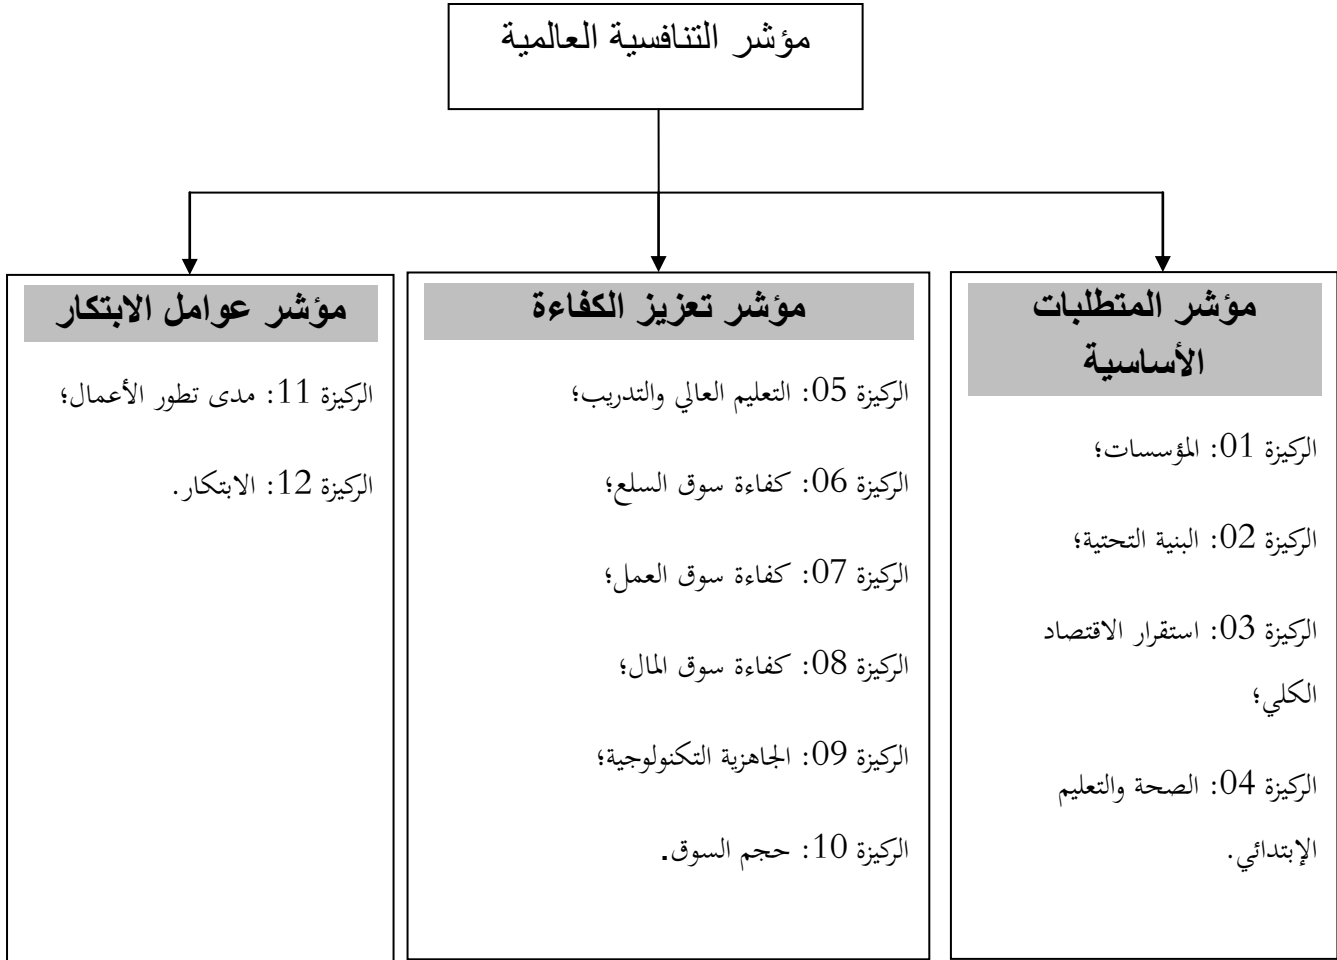 مؤشر التنافسية العالمية
مؤشر المتطلبات
الأساسية
الركيزة 01: المؤسسات؛
الركيزة 02: البنية التحتية؛
الركيزة 03: استقرار الاقتصاد
الكلي؛
الركيزة 04: الصحة والتعليم
الإبتدائي.
مؤشر تعزيز الكفاءة
الركيزة 05: التعليم العالي والتدريب؛
الركيزة 06: كفاءة سوق السلع؛
الركيزة 07: كفاءة سوق العمل؛
الركيزة 08: كفاءة سوق المال؛
الركيزة 09: الجاهزية التكنولوجية؛
الركيزة 10: حجم السوق.
مؤشر عوامل الابتكار
الركيزة 11: مدى تطور الأعمال؛
الركيزة 12: الابتكار.